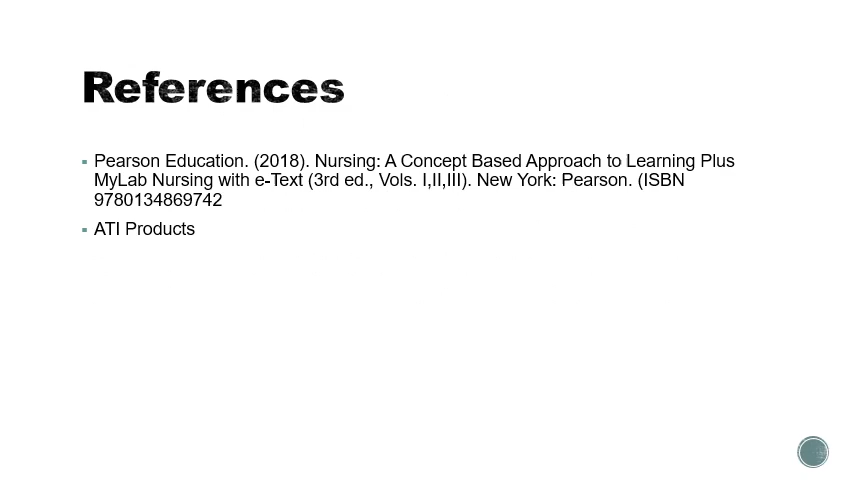 References
▪ Pearson Education. (2018). Nursing: A Concept Based Approach to Learning Plus
MyLab Nursing with e-Text (3rd ed., Vols. I,II,III). New York: Pearson. (ISBN
9780134869742
▪ ATI Products